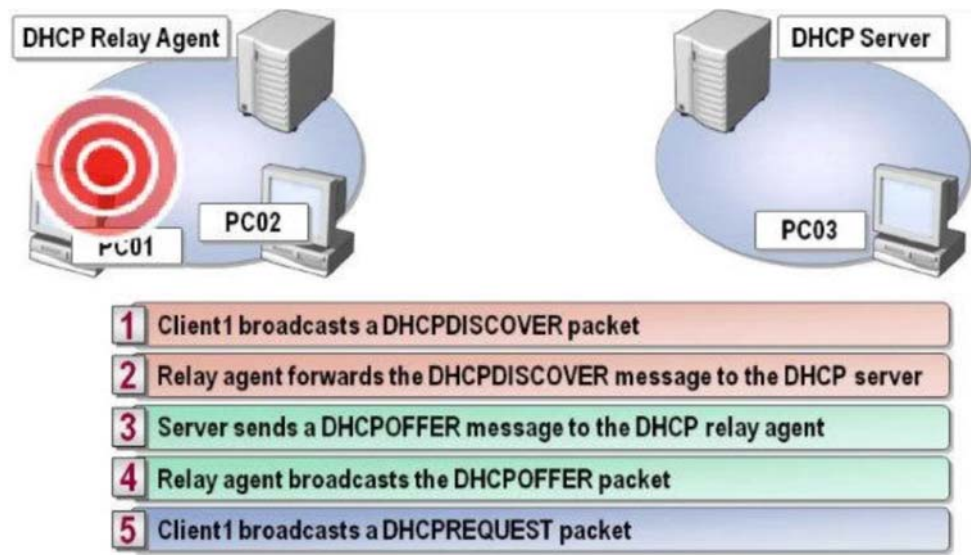 DHCP Relay Agent
DHCP Server
PC01
PC02
PC03
1 Client1 broadcasts a DHCPDISCOVER packet
2 Relay agent forwards the DHCPDISCOVER message to the DHCP server
3 Server sends a DHCPOFFER message to the DHCP relay agent
4 Relay agent broadcasts the DHCPOFFER packet
5 Client1 broadcasts a DHCPREQUEST packet